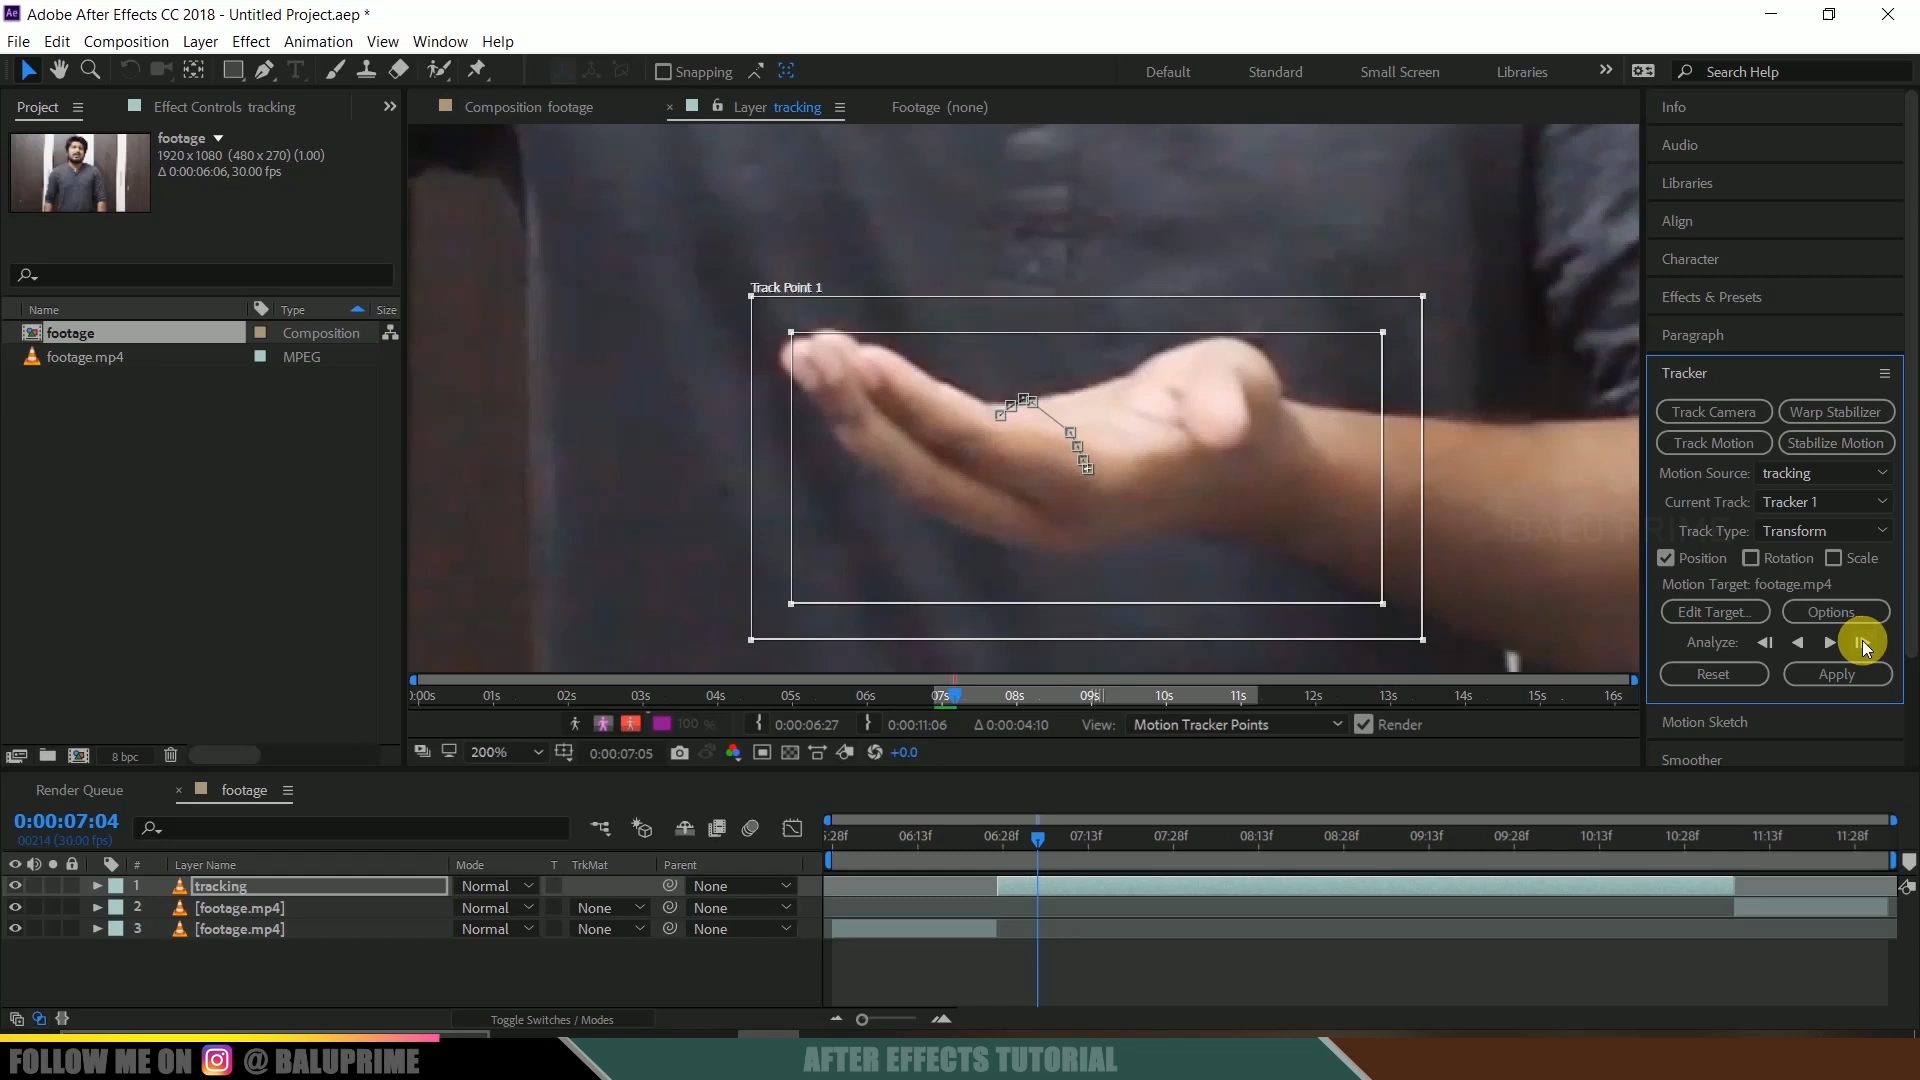 Ae Adobe After Effects CC 2018 - Untitled Project.aep *
File Edit Composition Layer Effect Animation View Window Help
Snapping Default Standard Small Screen Libraries Search Help
Project Effect Controls tracking Composition footage × Layer tracking Footage (none) Info
footage
1920 x 1080 (480 x 270) (1.00)
Δ 0:00:06:06, 30.00 fps
Audio
Libraries
Align
Character
Effects & Presets
Paragraph
Name Type Size
footage Composition
footage.mp4 MPEG
Track Point 1
Tracker
Track Camera Warp Stabilizer
Track Motion Stabilize Motion
Motion Source: tracking
Current Track: Tracker 1
BALU PRIME
Track Type: Transform
Position Rotation Scale
Motion Target: footage.mp4
Edit Target... Options...
Analyze:
Reset Apply
Motion Sketch
Smoother
):00s 01s 02s 03s 04s 05s 06s 07s 08s 09s 10s 11s 12s 13s 14s 15s 16s
100 % 0:00:06:27 0:00:11:06 Δ 0:00:04:10 View: Motion Tracker Points Render
8 bpc 200% 0:00:07:05 +0.0
Render Queue × footage
0:00:07:04
00214 (30.00 fps)
5:28f 06:13f 06:28f 07:13f 07:28f 08:13f 08:28f 09:13f 09:28f 10:13f 10:28f 11:13f 11:28f
# Layer Name Mode T TrkMat Parent
1 tracking Normal None
2 [footage.mp4] Normal None None
3 [footage.mp4] Normal None None
Toggle Switches / Modes
FOLLOW ME ON @ BALUPRIME AFTER EFFECTS TUTORIAL